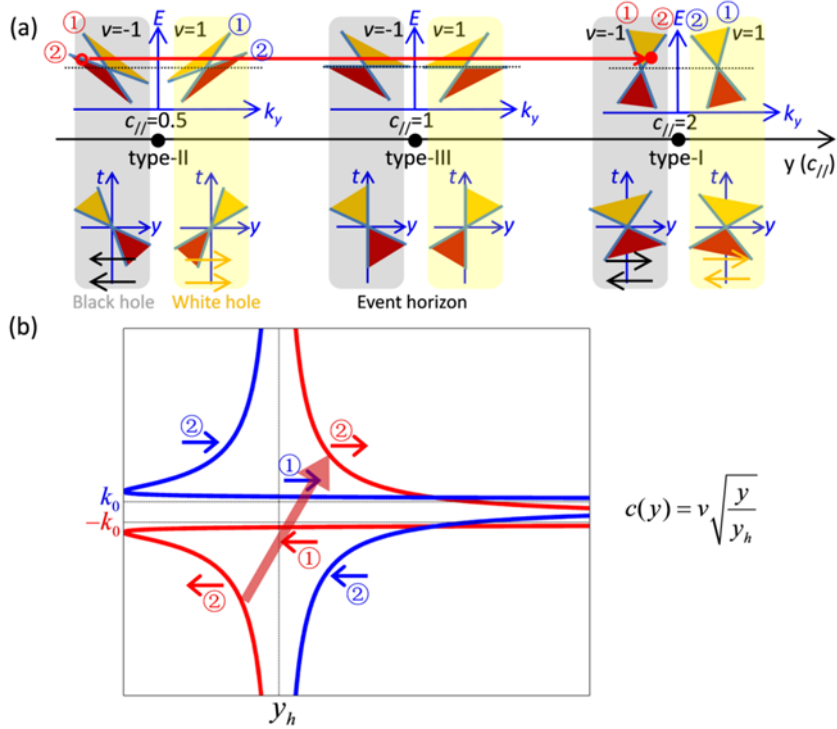 (a)
① v=-1 E v=1 ①
② ②
k_y
c_//=0.5
type-II
v=-1 E v=1
k_y
c_//=1
type-III
① ② E ② ①
v=-1 v=1
k_y
c_//=2
type-I
y (c_//)
t t
y y
t t
y y
t t
y y
Black hole White hole Event horizon
(b)
② ②
①
k₀
−k₀
①
② ②
y_h
c(y) = v√(y/y_h)